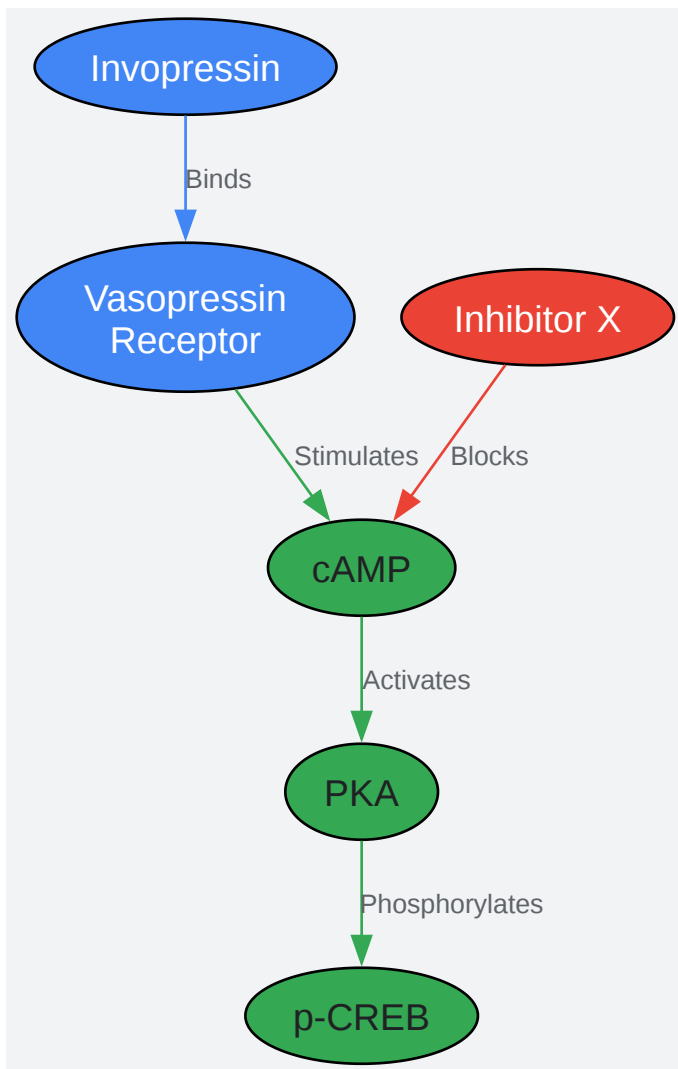 Invopressin
Binds
Vasopressin
Receptor
Inhibitor X
Stimulates
Blocks
cAMP
Activates
PKA
Phosphorylates
p-CREB